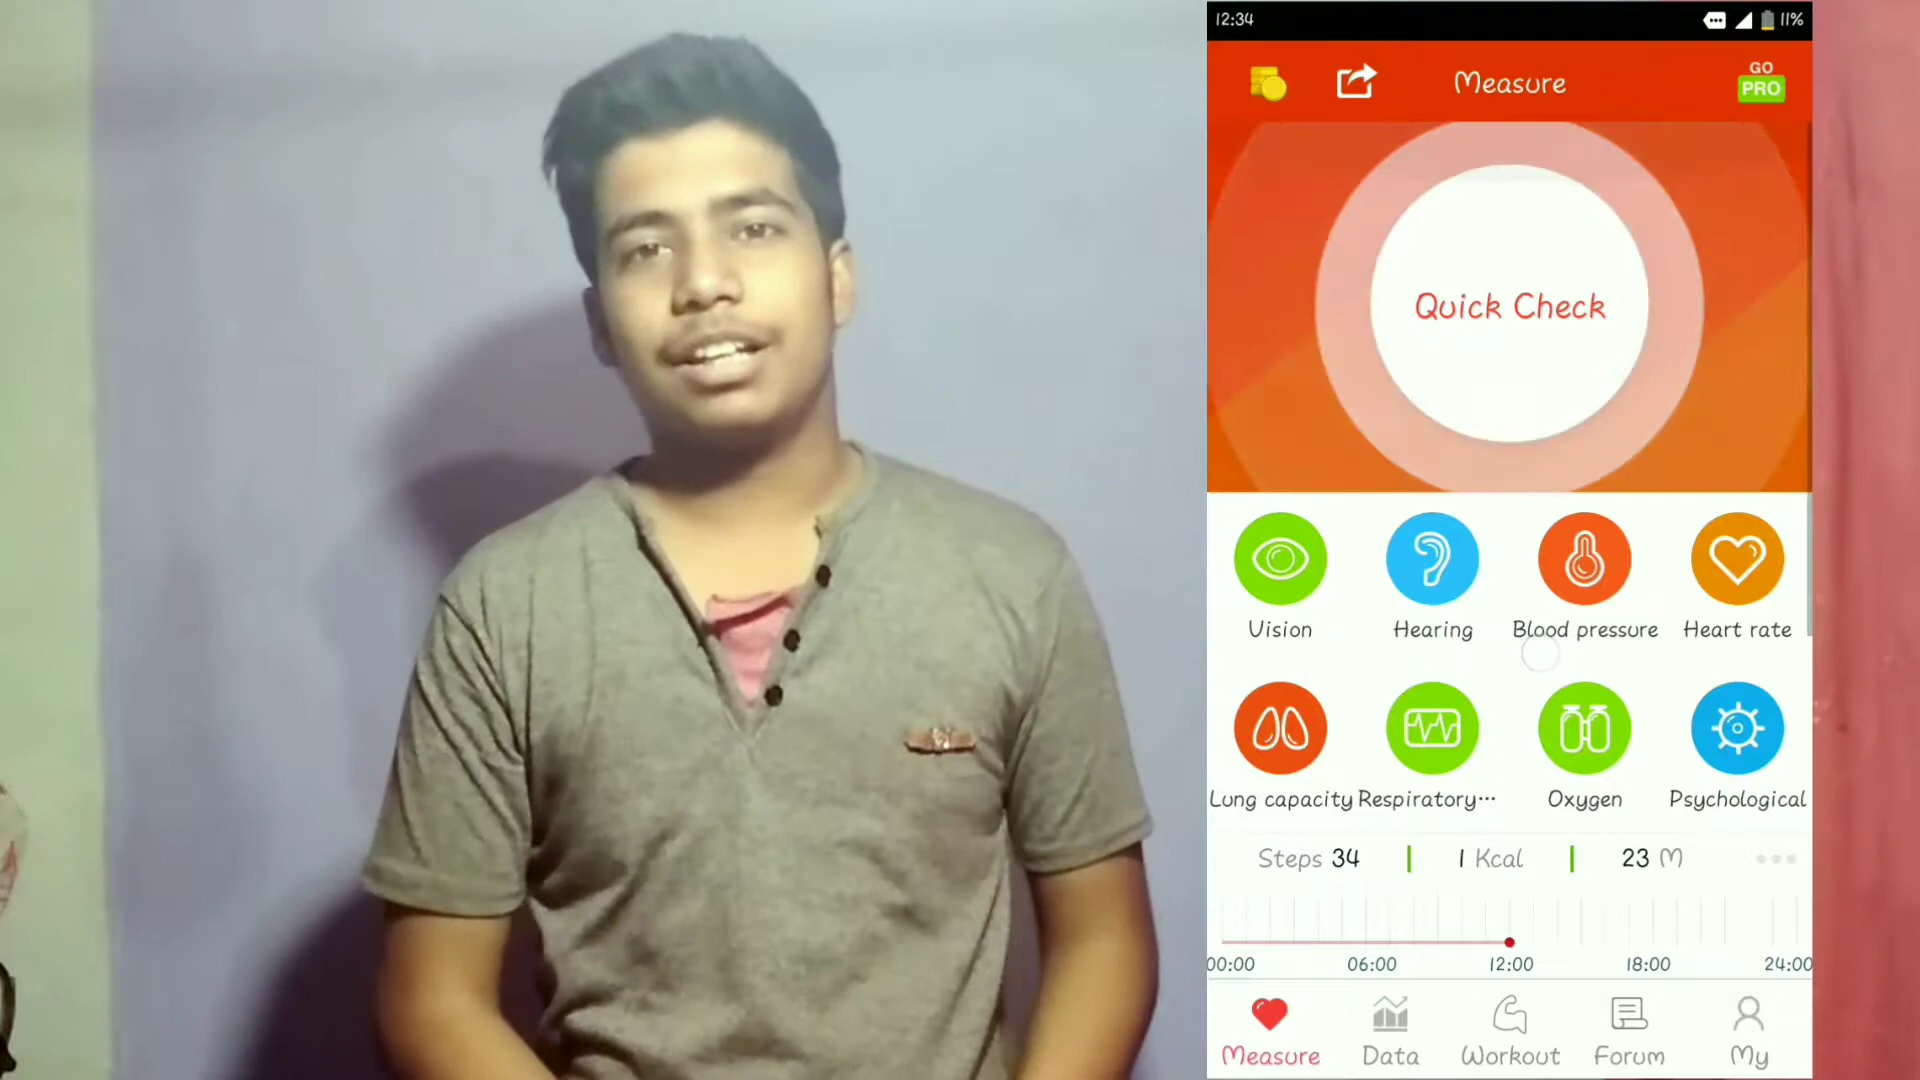 12:34
11%
Measure
GO
PRO
Quick Check
Vision
Hearing
Blood pressure
Heart rate
Lung capacity
Respiratory...
Oxygen
Psychological
Steps 34
1 Kcal
23 M
00:00
06:00
12:00
18:00
24:00
Measure
Data
Workout
Forum
My